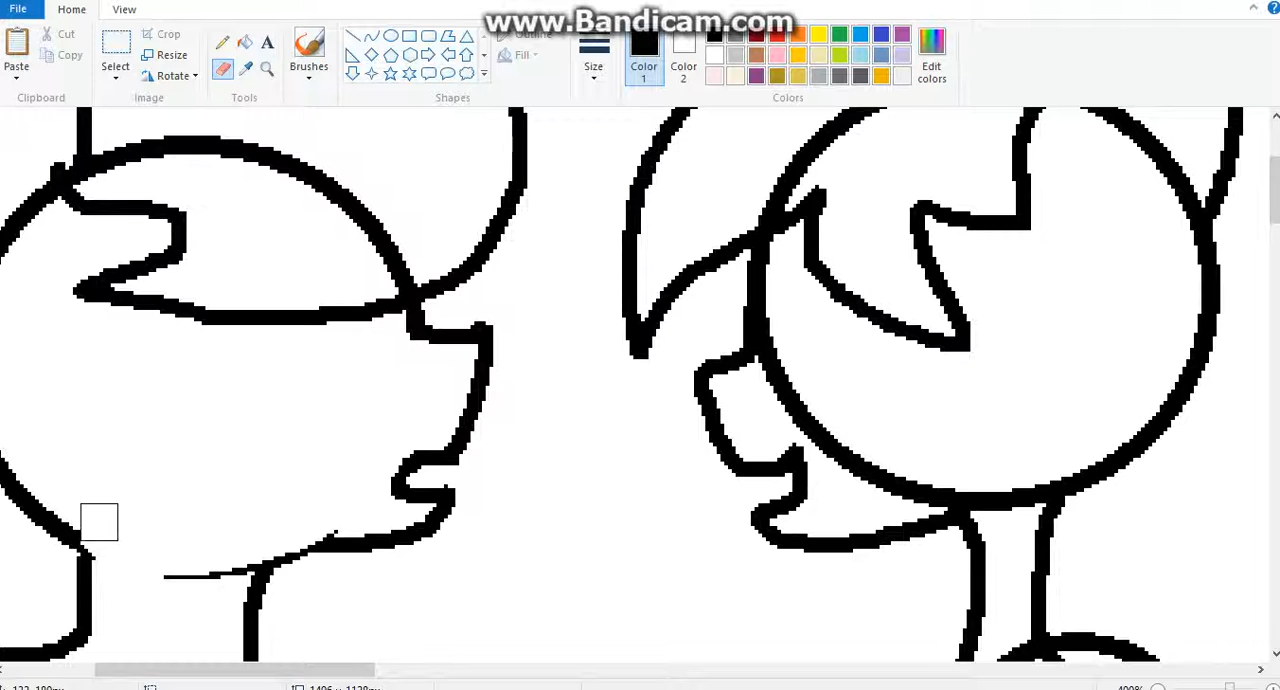 File Home View
www.Bandicam.com
Paste
Cut
Copy
Clipboard
Select
Crop
Resize
Rotate
Image
A
Tools
Brushes
Outline
Fill
Shapes
Size
Color 1
Color 2
Edit colors
Colors
400%